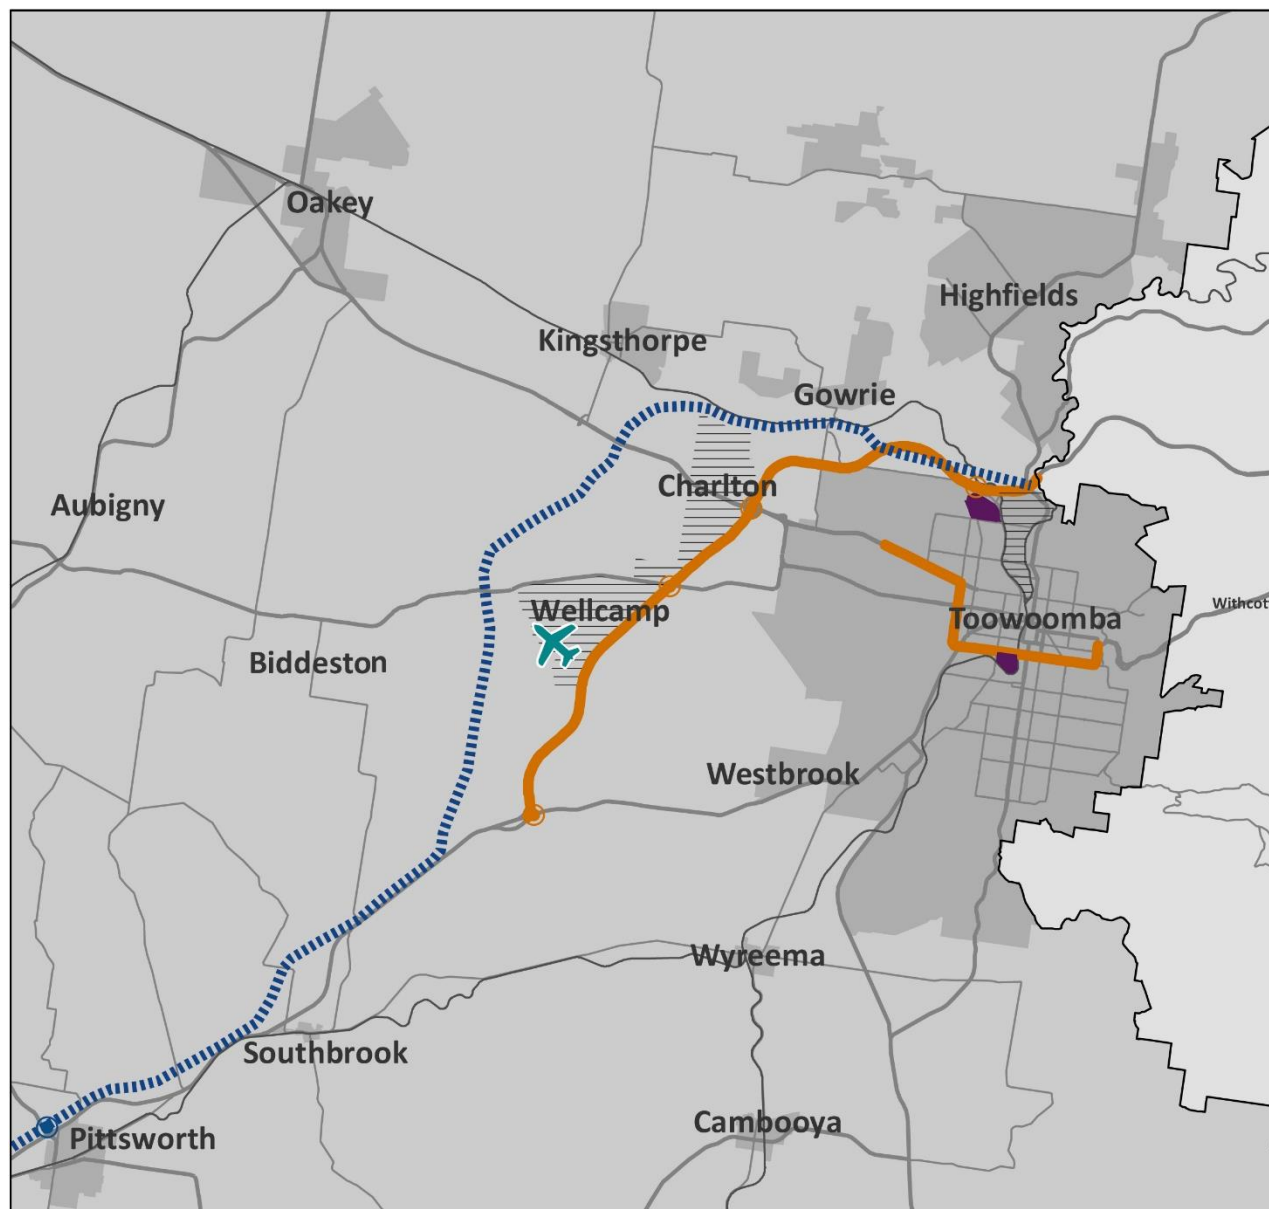 Oakey
Highfields
Kingsthorpe
Gowrie
Charlton
Aubigny
Withcot
Wellcamp
Toowoomba
Biddeston
Westbrook
Wyreema
Southbrook
Cambooya
Pittsworth